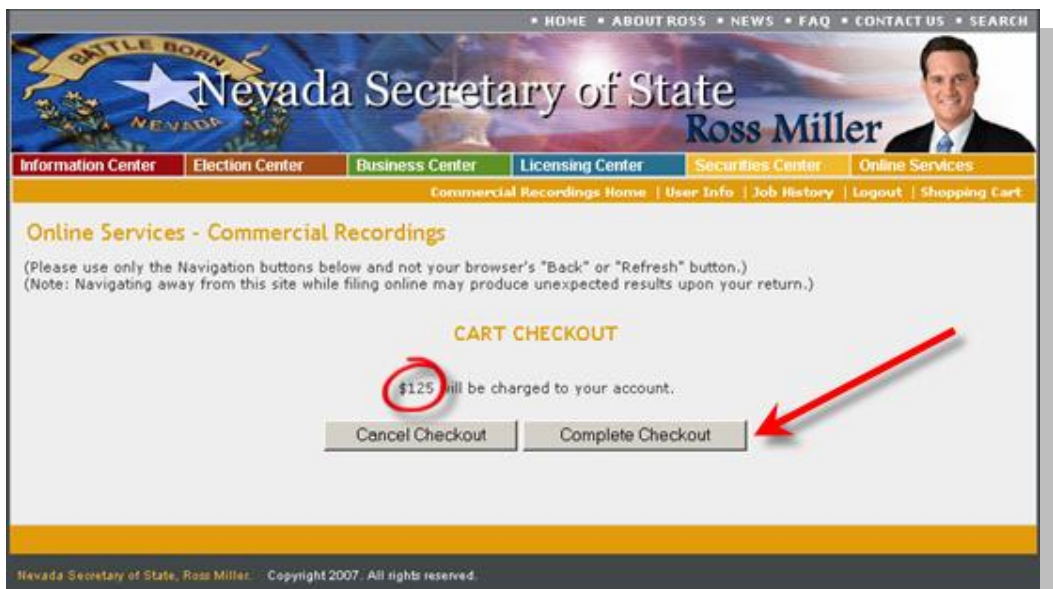 ▪ HOME ▪ ABOUT ROSS ▪ NEWS ▪ FAQ ▪ CONTACT US ▪ SEARCH
BATTLE BORN
NEVADA
Nevada Secretary of State
Ross Miller
Information Center Election Center Business Center Licensing Center Securities Center Online Services
Commercial Recordings Home | User Info | Job History | Logout | Shopping Cart
Online Services - Commercial Recordings
(Please use only the Navigation buttons below and not your browser's "Back" or "Refresh" button.)
(Note: Navigating away from this site while filing online may produce unexpected results upon your return.)
CART CHECKOUT
$125 will be charged to your account.
Cancel Checkout Complete Checkout
Nevada Secretary of State, Ross Miller. Copyright 2007. All rights reserved.